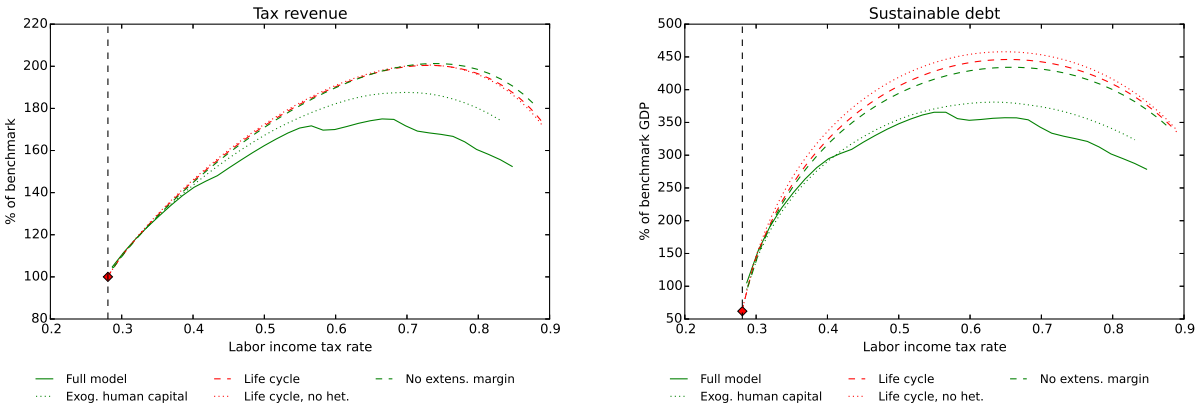 Tax revenue
220
200
180
160
140
120
100
80
% of benchmark
0.2 0.3 0.4 0.5 0.6 0.7 0.8 0.9
Labor income tax rate
Full model Life cycle No extens. margin
Exog. human capital Life cycle, no het.
Sustainable debt
500
450
400
350
300
250
200
150
100
50
% of benchmark GDP
0.2 0.3 0.4 0.5 0.6 0.7 0.8 0.9
Labor income tax rate
Full model Life cycle No extens. margin
Exog. human capital Life cycle, no het.